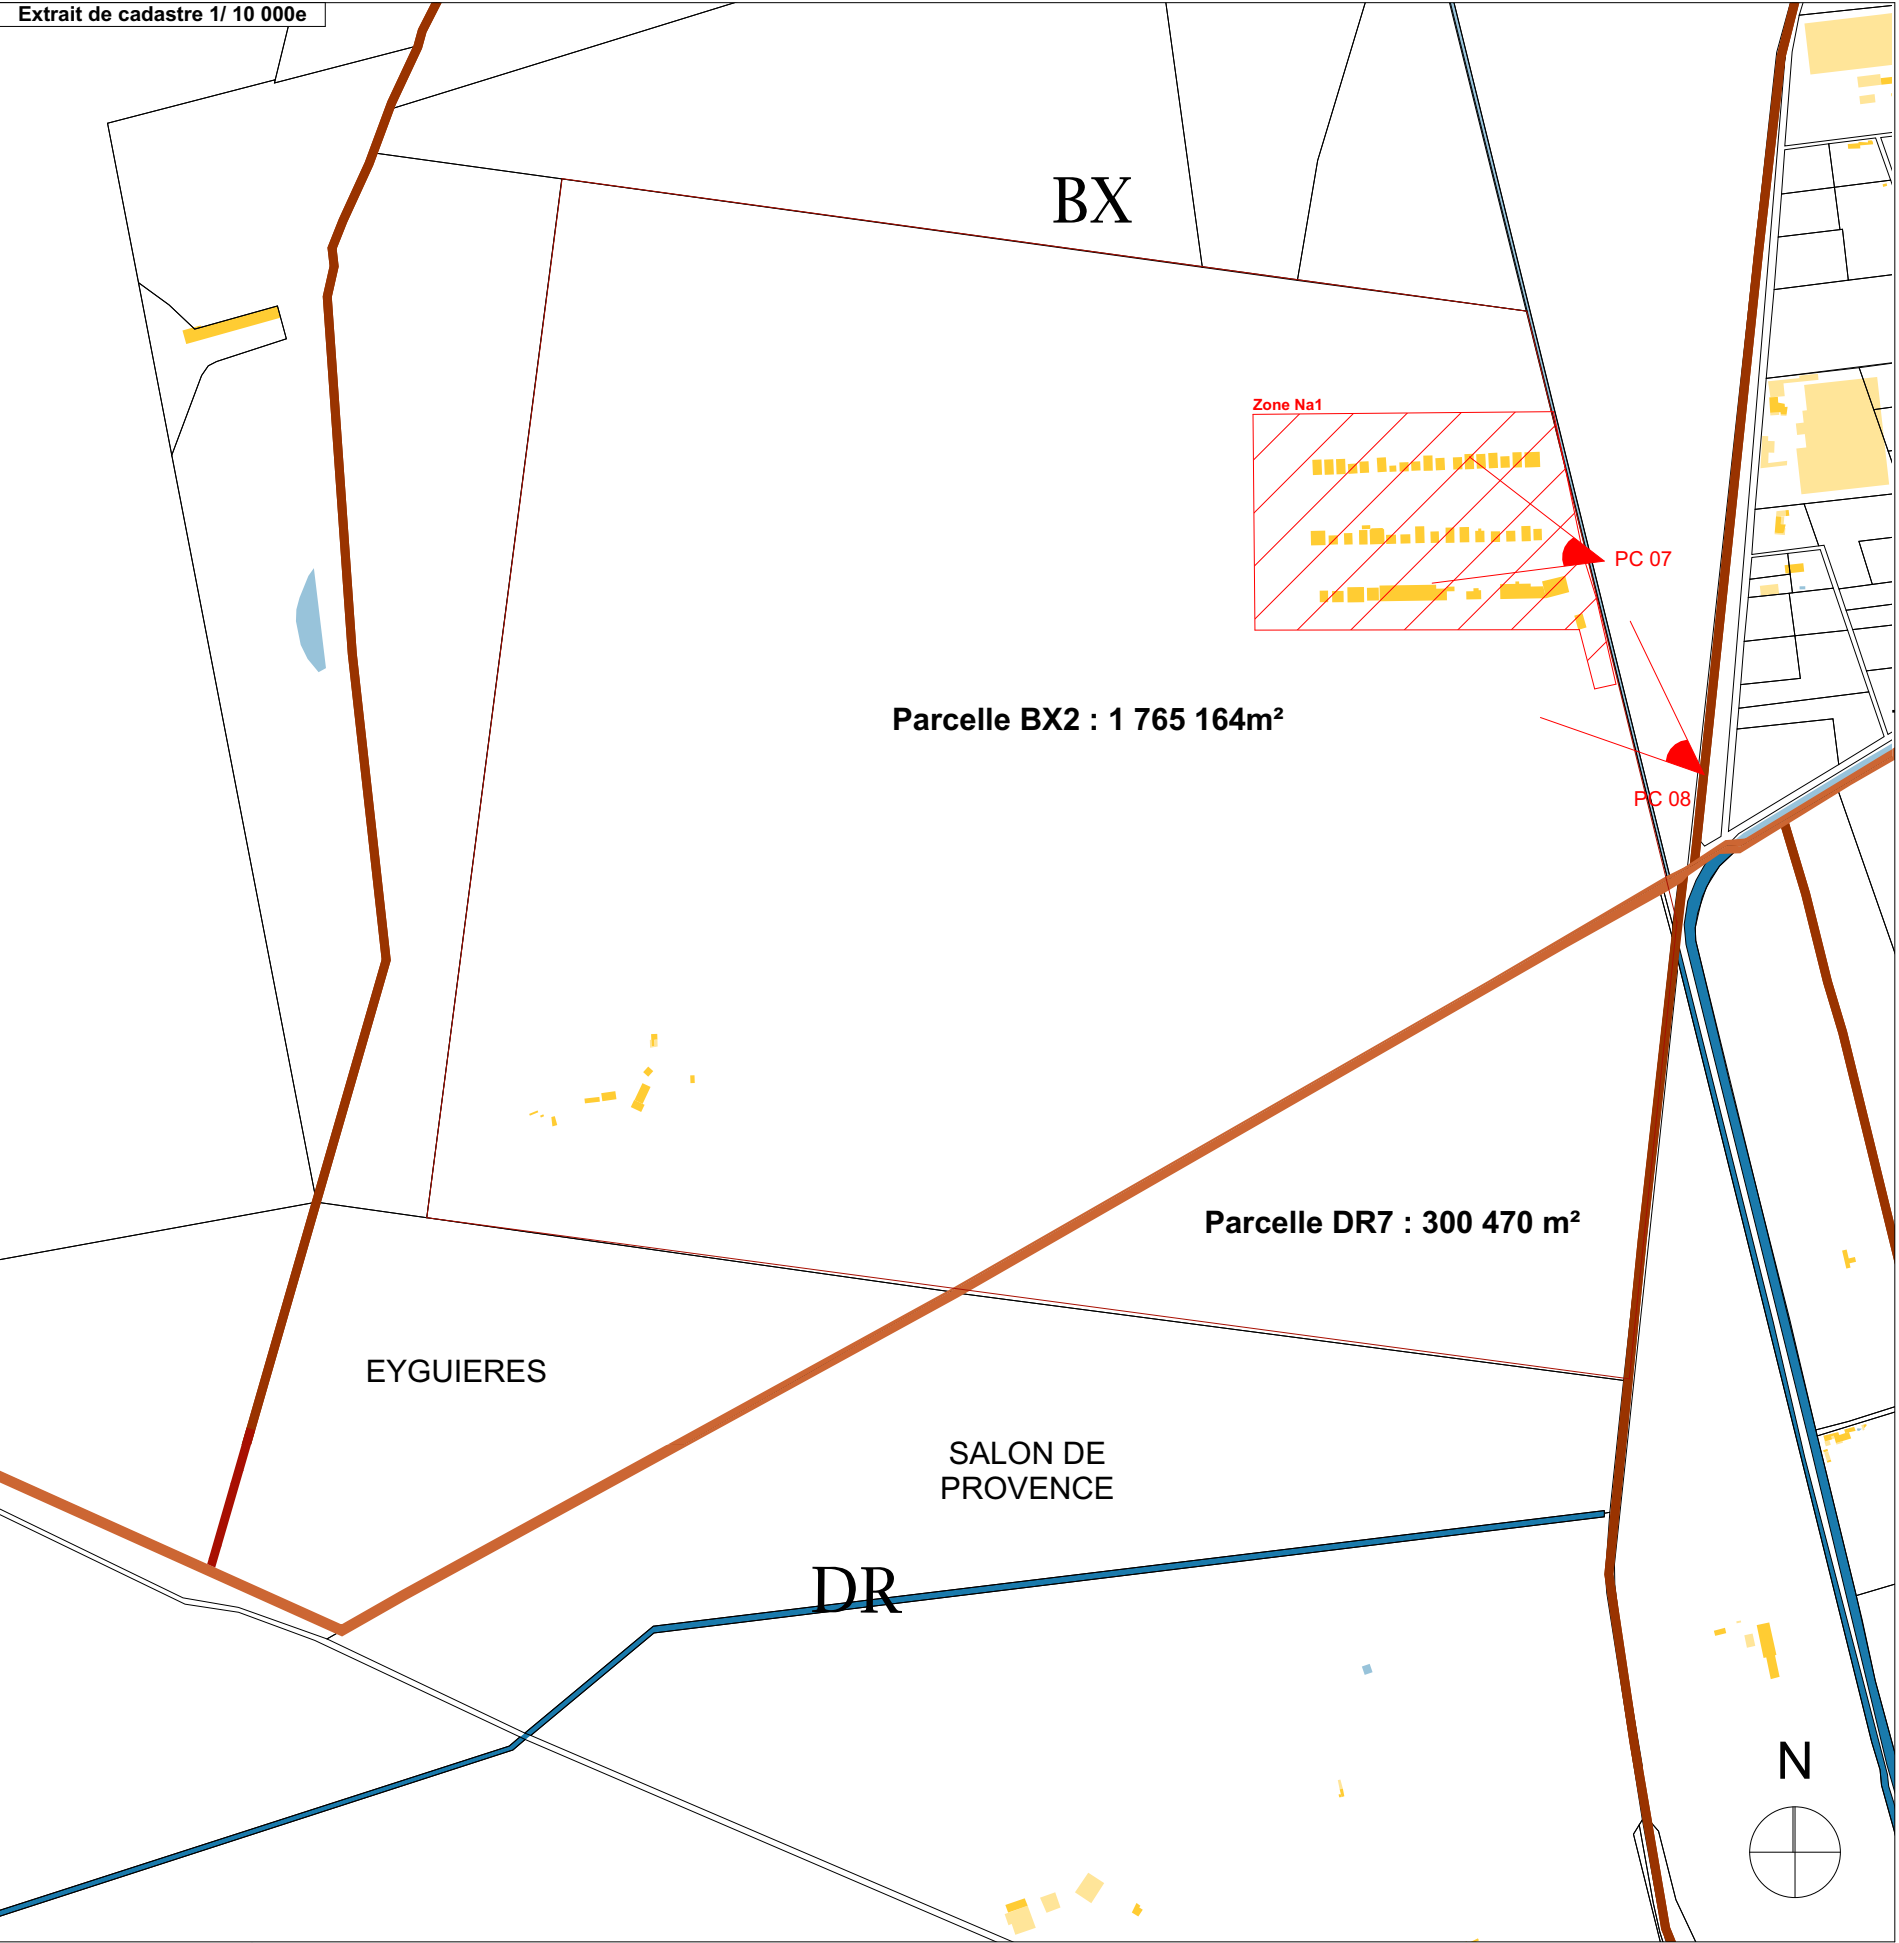 Extrait de cadastre 1/ 10 000e
BX
Zone Na1
PC 07
Parcelle BX2 : 1 765 164m²
PC 08
Parcelle DR7 : 300 470 m²
EYGUIERES
SALON DE
PROVENCE
DR
N